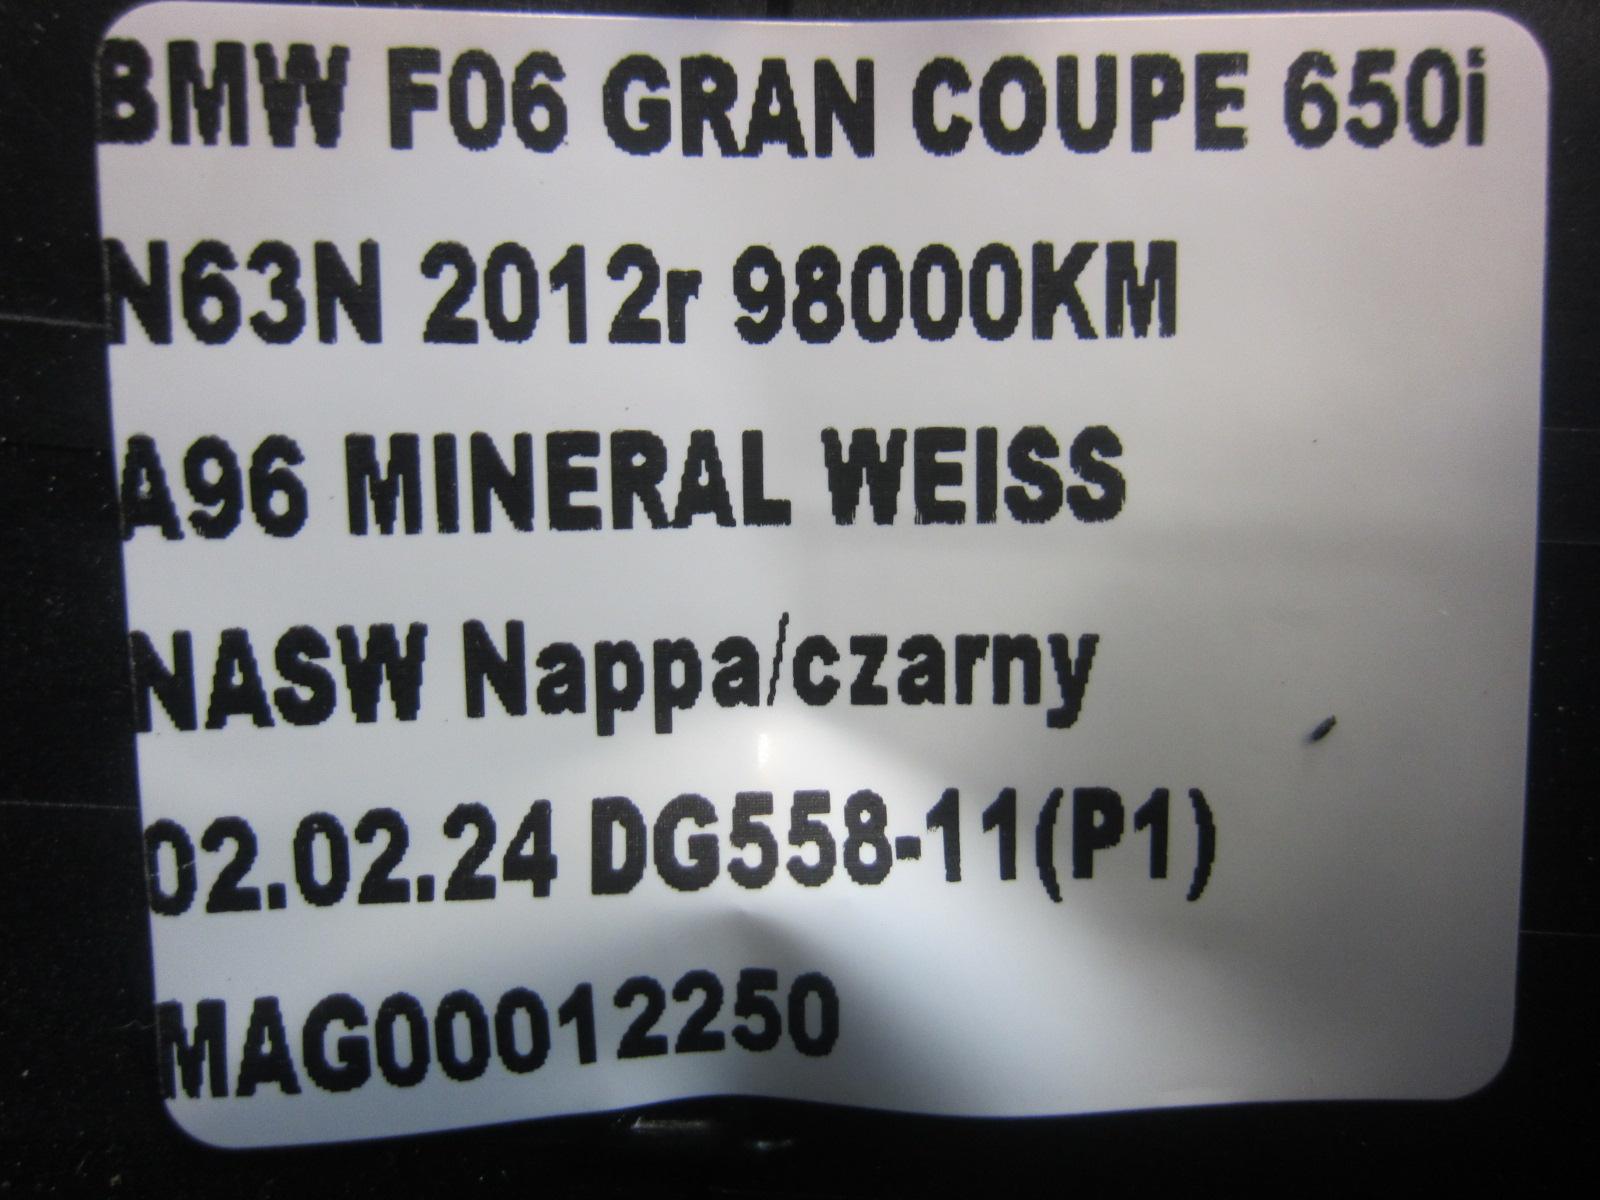 BMW F06 GRAN COUPE 650i
N63N 2012r 98000KM
A96 MINERAL WEISS
NASW Nappa/czarny
02.02.24 DG558-11(P1)
MAG00012250